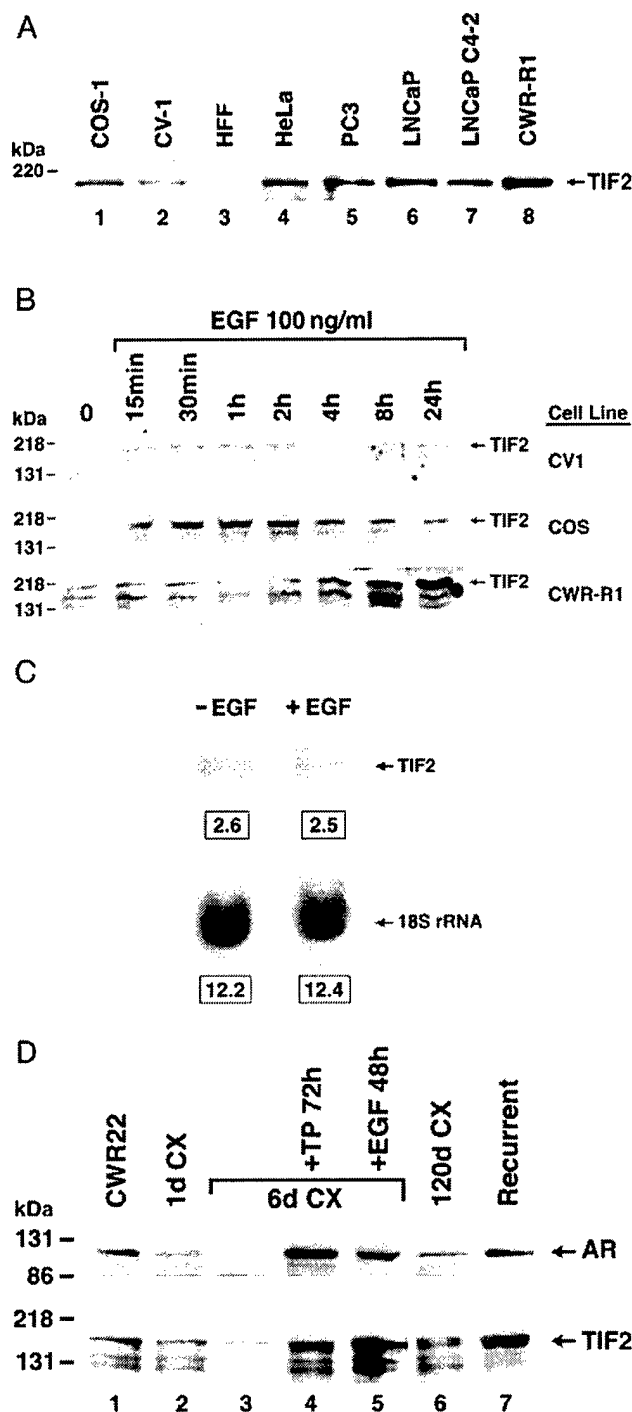 A
COS-1 CV-1 HFF HeLa PC3 LNCaP LNCaP C4-2 CWR-R1
kDa
220 –
←TIF2
1 2 3 4 5 6 7 8
B
EGF 100 ng/ml
0 15min 30min 1h 2h 4h 8h 24h
kDa
Cell Line
218 – ←TIF2
CV1
131 –
218 – ←TIF2
COS
131 –
218 – ←TIF2
CWR-R1
131 –
C
– EGF + EGF
←TIF2
2.6 2.5
←18S rRNA
12.2 12.4
D
CWR22 1d CX +TP 72h +EGF 48h 120d CX Recurrent
6d CX
kDa
131 –
←AR
86 –
218 –
←TIF2
131 –
1 2 3 4 5 6 7